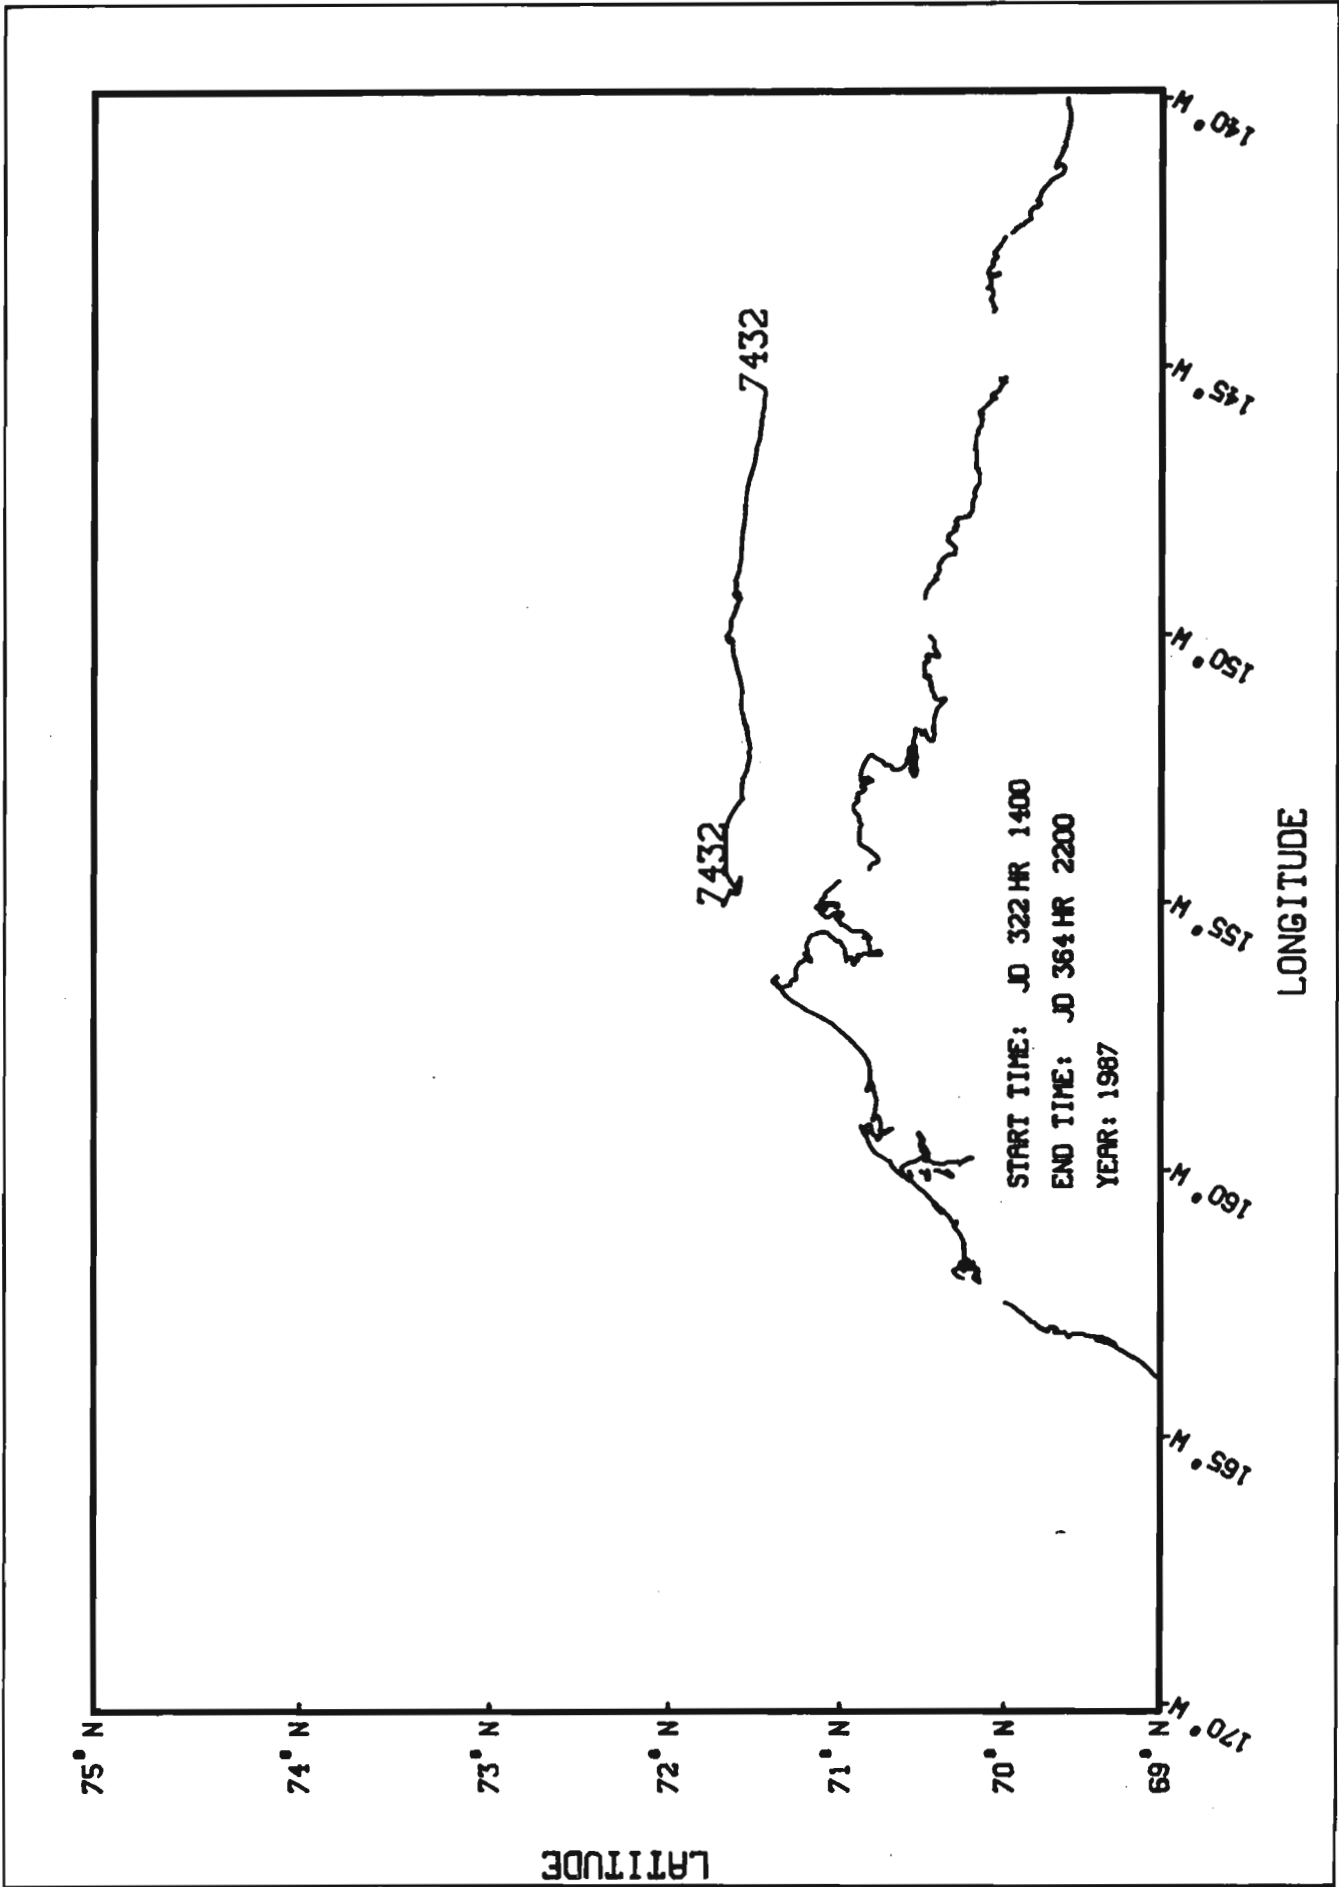 75° N
74° N
73° N
72° N
71° N
70° N
69° N
LATITUDE
7432
7432
START TIME: JD 322 HR 1400
END TIME: JD 364 HR 2200
YEAR: 1987
170° W
165° W
160° W
155° W
150° W
145° W
140° W
LONGITUDE